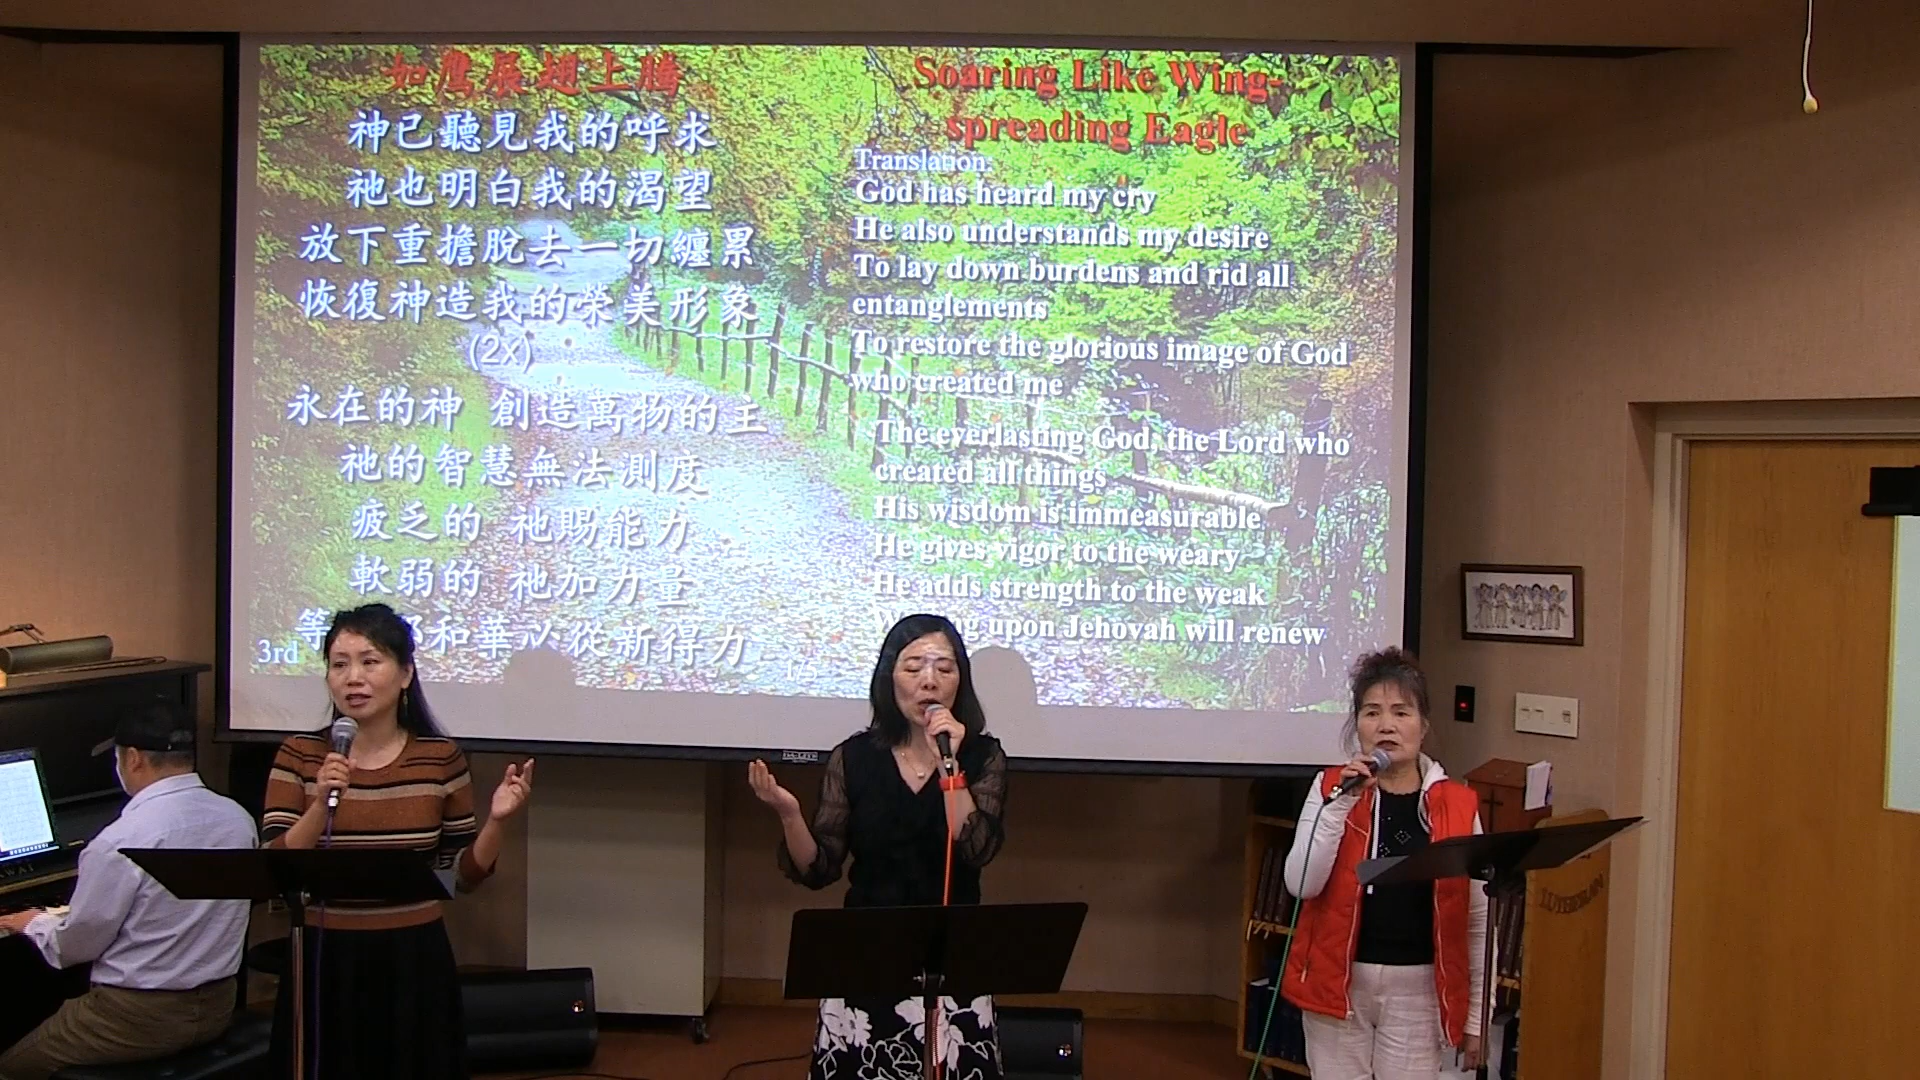 如鷹展翅上騰
神已聽見我的呼求
祂也明白我的渴望
放下重擔脫去一切纏累
恢復神造我的榮美形象
(2x)
永在的神 創造萬物的主
祂的智慧無法測度
疲乏的 祂賜能力
軟弱的 祂加力量
等 和華必從新得力
3rd
1/5
Soaring Like Wing-
spreading Eagle
Translation:
God has heard my cry
He also understands my desire
To lay down burdens and rid all
entanglements
To restore the glorious image of God
who created me
The everlasting God, the Lord who
created all things
His wisdom is immeasurable
He gives vigor to the weary
He adds strength to the weak
upon Jehovah will renew